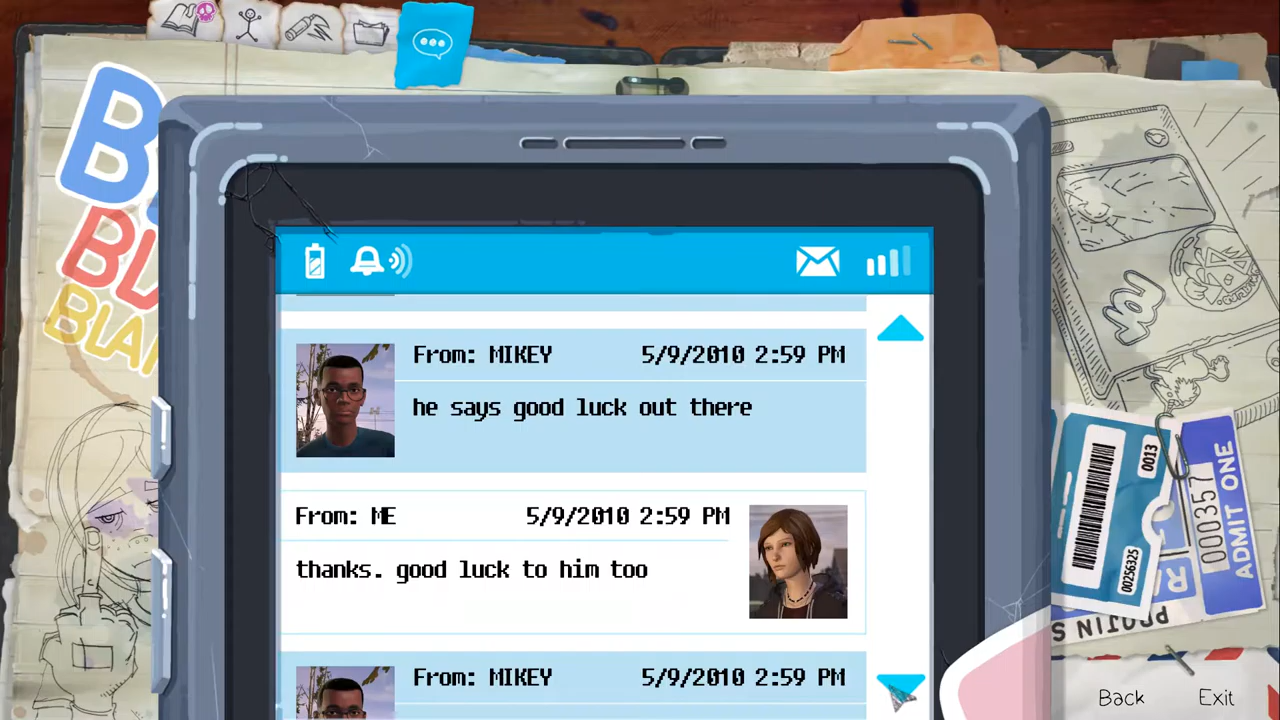 From: MIKEY 5/9/2010 2:59 PM
he says good luck out there
From: ME 5/9/2010 2:59 PM
thanks. good luck to him too
From: MIKEY 5/9/2010 2:59 PM
0013
00256325
000357
ADMIT ONE
Back Exit